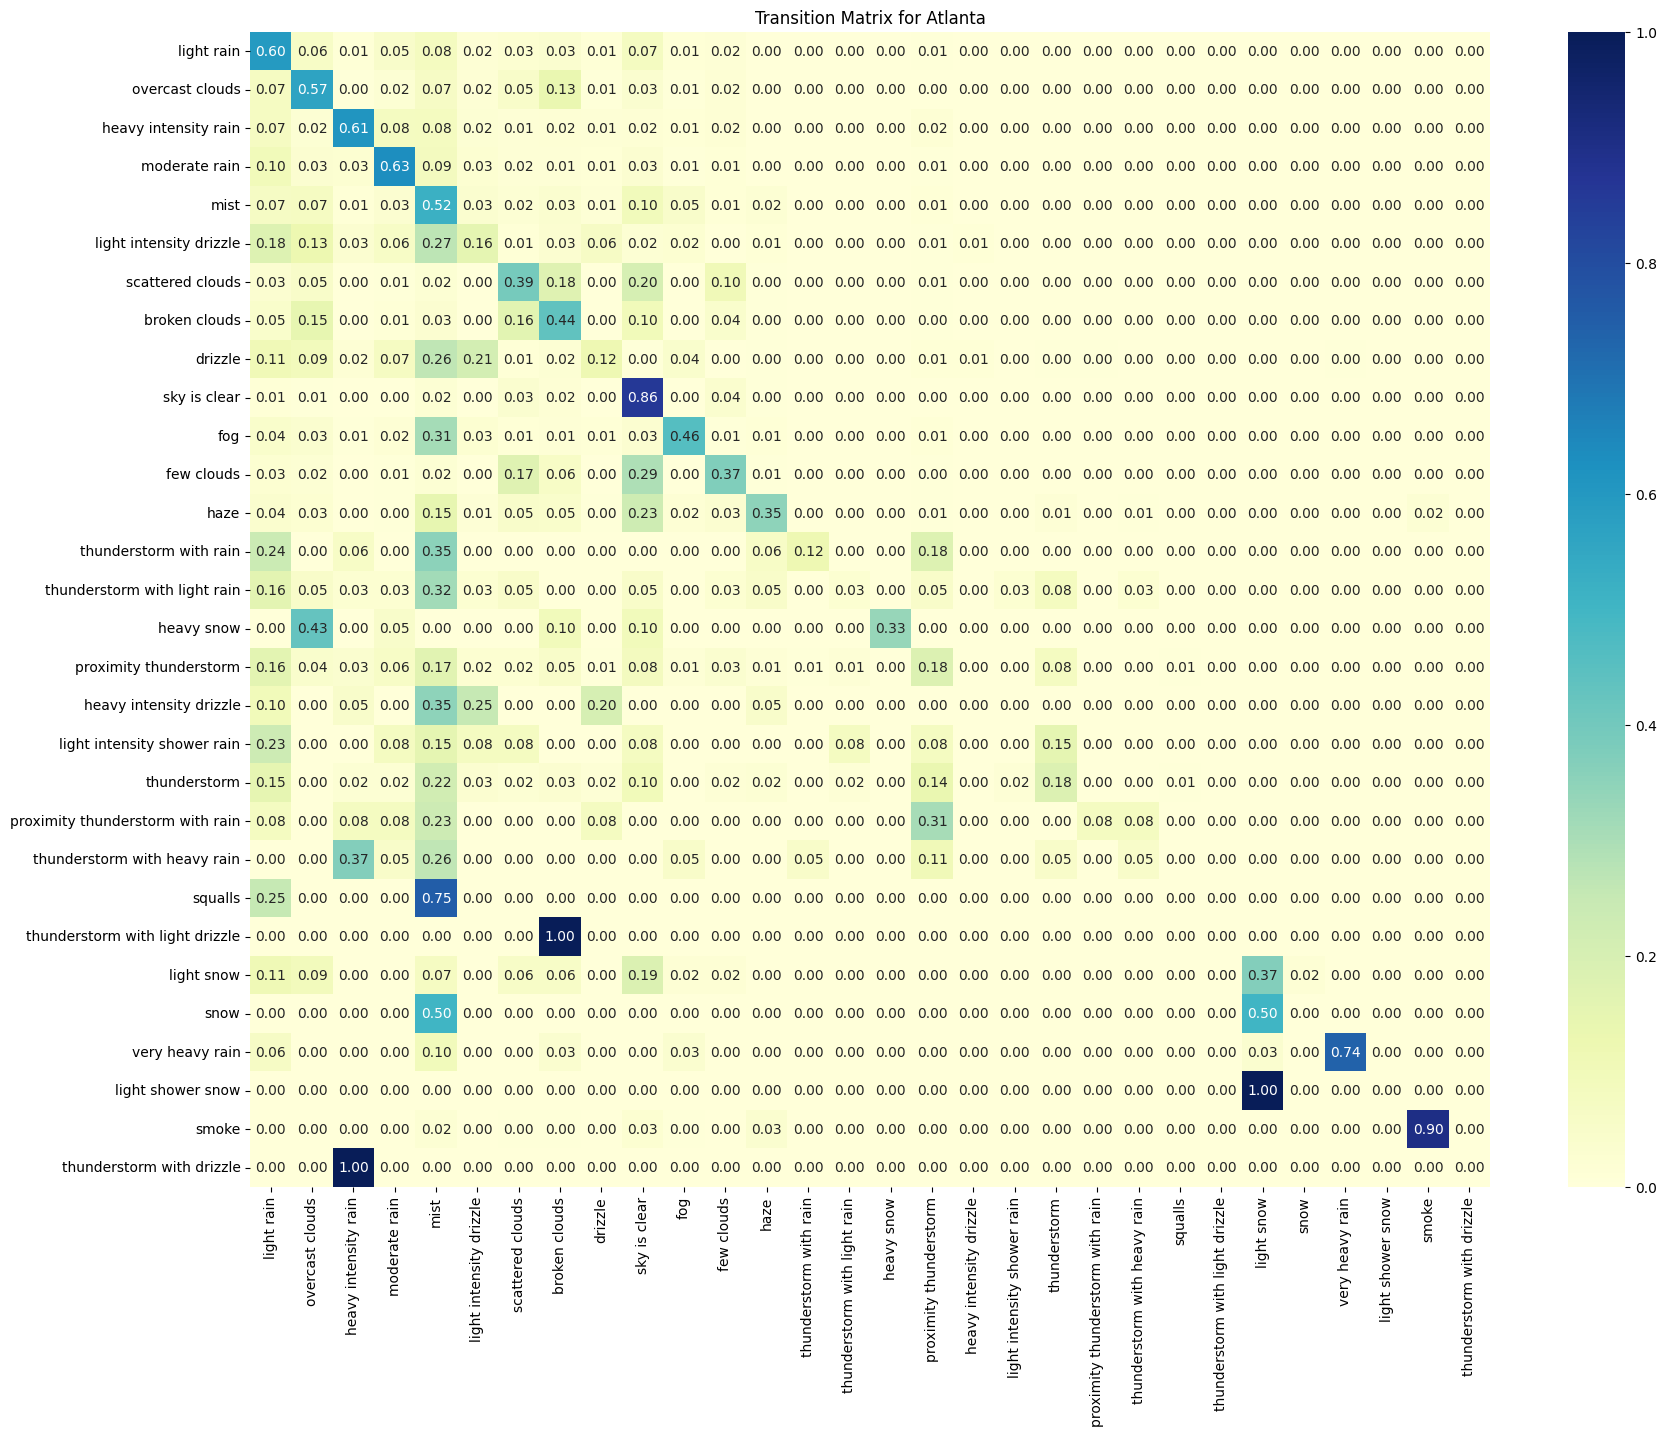 Transition Matrix for Atlanta
light rain 0.60 0.06 0.01 0.05 0.08 0.02 0.03 0.03 0.01 0.07 0.01 0.02 0.00 0.00 0.00 0.00 0.01 0.00 0.00 0.00 0.00 0.00 0.00 0.00 0.00 0.00 0.00 0.00 0.00 0.00
overcast clouds 0.07 0.57 0.00 0.02 0.07 0.02 0.05 0.13 0.01 0.03 0.01 0.02 0.00 0.00 0.00 0.00 0.00 0.00 0.00 0.00 0.00 0.00 0.00 0.00 0.00 0.00 0.00 0.00 0.00 0.00
heavy intensity rain 0.07 0.02 0.61 0.08 0.08 0.02 0.01 0.02 0.01 0.02 0.01 0.02 0.00 0.00 0.00 0.00 0.02 0.00 0.00 0.00 0.00 0.00 0.00 0.00 0.00 0.00 0.00 0.00 0.00 0.00
moderate rain 0.10 0.03 0.03 0.63 0.09 0.03 0.02 0.01 0.01 0.03 0.01 0.01 0.00 0.00 0.00 0.00 0.01 0.00 0.00 0.00 0.00 0.00 0.00 0.00 0.00 0.00 0.00 0.00 0.00 0.00
mist 0.07 0.07 0.01 0.03 0.52 0.03 0.02 0.03 0.01 0.10 0.05 0.01 0.02 0.00 0.00 0.00 0.01 0.00 0.00 0.00 0.00 0.00 0.00 0.00 0.00 0.00 0.00 0.00 0.00 0.00
light intensity drizzle 0.18 0.13 0.03 0.06 0.27 0.16 0.01 0.03 0.06 0.02 0.02 0.00 0.01 0.00 0.00 0.00 0.01 0.01 0.00 0.00 0.00 0.00 0.00 0.00 0.00 0.00 0.00 0.00 0.00 0.00
scattered clouds 0.03 0.05 0.00 0.01 0.02 0.00 0.39 0.18 0.00 0.20 0.00 0.10 0.00 0.00 0.00 0.00 0.01 0.00 0.00 0.00 0.00 0.00 0.00 0.00 0.00 0.00 0.00 0.00 0.00 0.00
broken clouds 0.05 0.15 0.00 0.01 0.03 0.00 0.16 0.44 0.00 0.10 0.00 0.04 0.00 0.00 0.00 0.00 0.00 0.00 0.00 0.00 0.00 0.00 0.00 0.00 0.00 0.00 0.00 0.00 0.00 0.00
drizzle 0.11 0.09 0.02 0.07 0.26 0.21 0.01 0.02 0.12 0.00 0.04 0.00 0.00 0.00 0.00 0.00 0.01 0.01 0.00 0.00 0.00 0.00 0.00 0.00 0.00 0.00 0.00 0.00 0.00 0.00
sky is clear 0.01 0.01 0.00 0.00 0.02 0.00 0.03 0.02 0.00 0.86 0.00 0.04 0.00 0.00 0.00 0.00 0.00 0.00 0.00 0.00 0.00 0.00 0.00 0.00 0.00 0.00 0.00 0.00 0.00 0.00
fog 0.04 0.03 0.01 0.02 0.31 0.03 0.01 0.01 0.01 0.03 0.46 0.01 0.01 0.00 0.00 0.00 0.01 0.00 0.00 0.00 0.00 0.00 0.00 0.00 0.00 0.00 0.00 0.00 0.00 0.00
few clouds 0.03 0.02 0.00 0.01 0.02 0.00 0.17 0.06 0.00 0.29 0.00 0.37 0.01 0.00 0.00 0.00 0.00 0.00 0.00 0.00 0.00 0.00 0.00 0.00 0.00 0.00 0.00 0.00 0.00 0.00
haze 0.04 0.03 0.00 0.00 0.15 0.01 0.05 0.05 0.00 0.23 0.02 0.03 0.35 0.00 0.00 0.00 0.01 0.00 0.00 0.01 0.00 0.01 0.00 0.00 0.00 0.00 0.00 0.00 0.02 0.00
thunderstorm with rain 0.24 0.00 0.06 0.00 0.35 0.00 0.00 0.00 0.00 0.00 0.00 0.00 0.06 0.12 0.00 0.00 0.18 0.00 0.00 0.00 0.00 0.00 0.00 0.00 0.00 0.00 0.00 0.00 0.00 0.00
thunderstorm with light rain 0.16 0.05 0.03 0.03 0.32 0.03 0.05 0.00 0.00 0.05 0.00 0.03 0.05 0.00 0.03 0.00 0.05 0.00 0.03 0.08 0.00 0.03 0.00 0.00 0.00 0.00 0.00 0.00 0.00 0.00
heavy snow 0.00 0.43 0.00 0.05 0.00 0.00 0.00 0.10 0.00 0.10 0.00 0.00 0.00 0.00 0.00 0.33 0.00 0.00 0.00 0.00 0.00 0.00 0.00 0.00 0.00 0.00 0.00 0.00 0.00 0.00
proximity thunderstorm 0.16 0.04 0.03 0.06 0.17 0.02 0.02 0.05 0.01 0.08 0.01 0.03 0.01 0.01 0.01 0.00 0.18 0.00 0.00 0.08 0.00 0.00 0.01 0.00 0.00 0.00 0.00 0.00 0.00 0.00
heavy intensity drizzle 0.10 0.00 0.05 0.00 0.35 0.25 0.00 0.00 0.20 0.00 0.00 0.00 0.05 0.00 0.00 0.00 0.00 0.00 0.00 0.00 0.00 0.00 0.00 0.00 0.00 0.00 0.00 0.00 0.00 0.00
light intensity shower rain 0.23 0.00 0.00 0.08 0.15 0.08 0.08 0.00 0.00 0.08 0.00 0.00 0.00 0.00 0.08 0.00 0.08 0.00 0.00 0.15 0.00 0.00 0.00 0.00 0.00 0.00 0.00 0.00 0.00 0.00
thunderstorm 0.15 0.00 0.02 0.02 0.22 0.03 0.02 0.03 0.02 0.10 0.00 0.02 0.02 0.00 0.02 0.00 0.14 0.00 0.02 0.18 0.00 0.00 0.01 0.00 0.00 0.00 0.00 0.00 0.00 0.00
proximity thunderstorm with rain 0.08 0.00 0.08 0.08 0.23 0.00 0.00 0.00 0.08 0.00 0.00 0.00 0.00 0.00 0.00 0.00 0.31 0.00 0.00 0.00 0.08 0.08 0.00 0.00 0.00 0.00 0.00 0.00 0.00 0.00
thunderstorm with heavy rain 0.00 0.00 0.37 0.05 0.26 0.00 0.00 0.00 0.00 0.00 0.05 0.00 0.00 0.05 0.00 0.00 0.11 0.00 0.00 0.05 0.00 0.05 0.00 0.00 0.00 0.00 0.00 0.00 0.00 0.00
squalls 0.25 0.00 0.00 0.00 0.75 0.00 0.00 0.00 0.00 0.00 0.00 0.00 0.00 0.00 0.00 0.00 0.00 0.00 0.00 0.00 0.00 0.00 0.00 0.00 0.00 0.00 0.00 0.00 0.00 0.00
thunderstorm with light drizzle 0.00 0.00 0.00 0.00 0.00 0.00 0.00 1.00 0.00 0.00 0.00 0.00 0.00 0.00 0.00 0.00 0.00 0.00 0.00 0.00 0.00 0.00 0.00 0.00 0.00 0.00 0.00 0.00 0.00 0.00
light snow 0.11 0.09 0.00 0.00 0.07 0.00 0.06 0.06 0.00 0.19 0.02 0.02 0.00 0.00 0.00 0.00 0.00 0.00 0.00 0.00 0.00 0.00 0.00 0.00 0.37 0.02 0.00 0.00 0.00 0.00
snow 0.00 0.00 0.00 0.00 0.50 0.00 0.00 0.00 0.00 0.00 0.00 0.00 0.00 0.00 0.00 0.00 0.00 0.00 0.00 0.00 0.00 0.00 0.00 0.00 0.50 0.00 0.00 0.00 0.00 0.00
very heavy rain 0.06 0.00 0.00 0.00 0.10 0.00 0.00 0.03 0.00 0.00 0.03 0.00 0.00 0.00 0.00 0.00 0.00 0.00 0.00 0.00 0.00 0.00 0.00 0.00 0.03 0.00 0.74 0.00 0.00 0.00
light shower snow 0.00 0.00 0.00 0.00 0.00 0.00 0.00 0.00 0.00 0.00 0.00 0.00 0.00 0.00 0.00 0.00 0.00 0.00 0.00 0.00 0.00 0.00 0.00 0.00 1.00 0.00 0.00 0.00 0.00 0.00
smoke 0.00 0.00 0.00 0.00 0.02 0.00 0.00 0.00 0.00 0.03 0.00 0.00 0.03 0.00 0.00 0.00 0.00 0.00 0.00 0.00 0.00 0.00 0.00 0.00 0.00 0.00 0.00 0.00 0.90 0.00
thunderstorm with drizzle 0.00 0.00 1.00 0.00 0.00 0.00 0.00 0.00 0.00 0.00 0.00 0.00 0.00 0.00 0.00 0.00 0.00 0.00 0.00 0.00 0.00 0.00 0.00 0.00 0.00 0.00 0.00 0.00 0.00 0.00
light rain
overcast clouds
heavy intensity rain
moderate rain
mist
light intensity drizzle
scattered clouds
broken clouds
drizzle
sky is clear
fog
few clouds
haze
thunderstorm with rain
thunderstorm with light rain
heavy snow
proximity thunderstorm
heavy intensity drizzle
light intensity shower rain
thunderstorm
proximity thunderstorm with rain
thunderstorm with heavy rain
squalls
thunderstorm with light drizzle
light snow
snow
very heavy rain
light shower snow
smoke
thunderstorm with drizzle
1.0
0.8
0.6
0.4
0.2
0.0